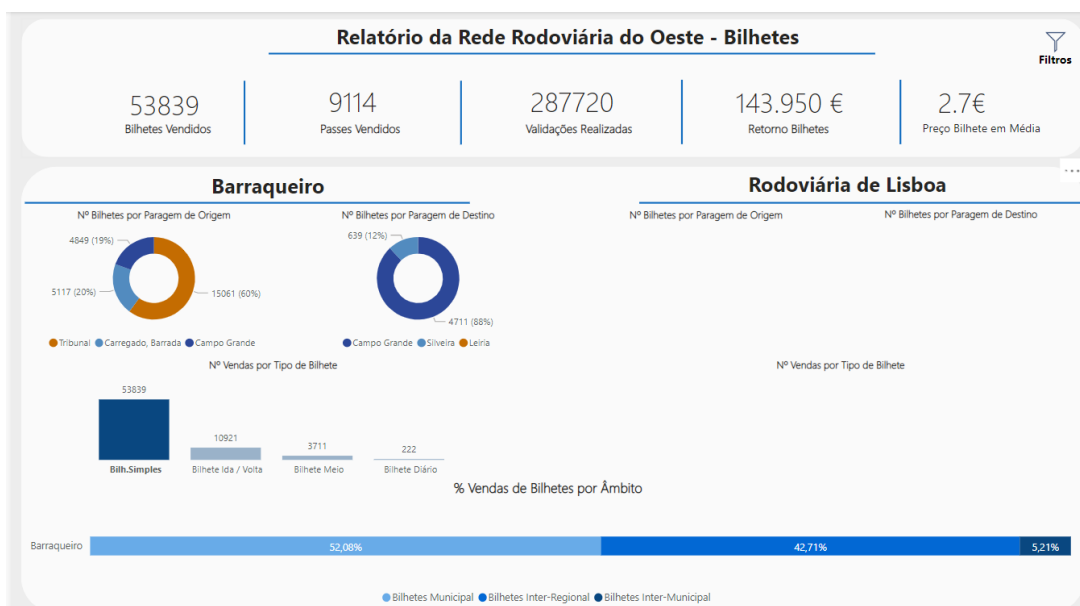 Relatório da Rede Rodoviária do Oeste - Bilhetes
Filtros
53839
Bilhetes Vendidos
9114
Passes Vendidos
287720
Validações Realizadas
143.950 €
Retorno Bilhetes
2.7€
Preço Bilhete em Média
Barraqueiro
Nº Bilhetes por Paragem de Origem
4849 (19%)
5117 (20%)
15061 (60%)
Tribunal Carregado, Barrada Campo Grande
Nº Bilhetes por Paragem de Destino
639 (12%)
4711 (88%)
Campo Grande Silveira Leiria
Nº Vendas por Tipo de Bilhete
53839
10921
3711
222
Bilh.Simples Bilhete Ida / Volta Bilhete Meio Bilhete Diário
Rodoviária de Lisboa
Nº Bilhetes por Paragem de Origem
Nº Bilhetes por Paragem de Destino
Nº Vendas por Tipo de Bilhete
% Vendas de Bilhetes por Âmbito
Barraqueiro 52,08% 42,71% 5,21%
Bilhetes Municipal Bilhetes Inter-Regional Bilhetes Inter-Municipal